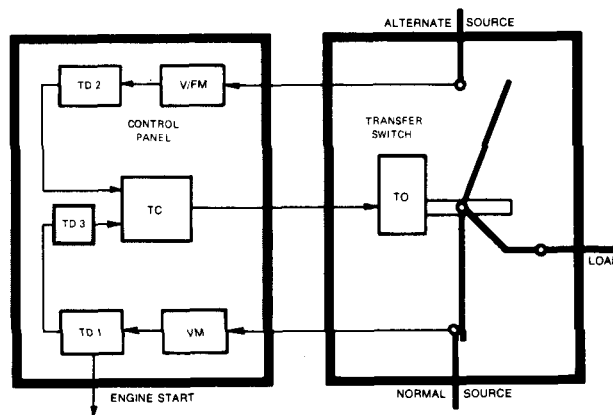 ALTERNATE SOURCE
TD 2
V/FM
CONTROL
PANEL
TRANSFER
SWITCH
TC
TO
TD 3
LOAD
TD 1
VM
ENGINE START
NORMAL SOURCE